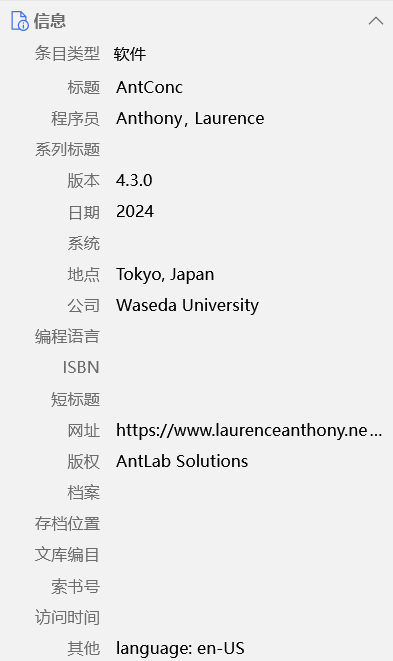 信息
条目类型 软件
标题 AntConc
程序员 Anthony, Laurence
系列标题
版本 4.3.0
日期 2024
系统
地点 Tokyo, Japan
公司 Waseda University
编程语言
ISBN
短标题
网址 https://www.laurenceanthony.ne...
版权 AntLab Solutions
档案
存档位置
文库编目
索书号
访问时间
其他 language: en-US